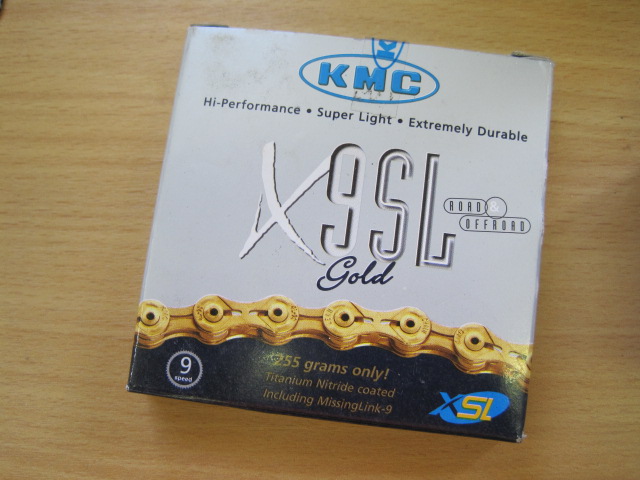 KMC
Hi-Performance • Super Light • Extremely Durable
X9SL
ROAD & OFFROAD
Gold
9 speed
255 grams only!
Titanium Nitride coated
Including MissingLink-9
XSL